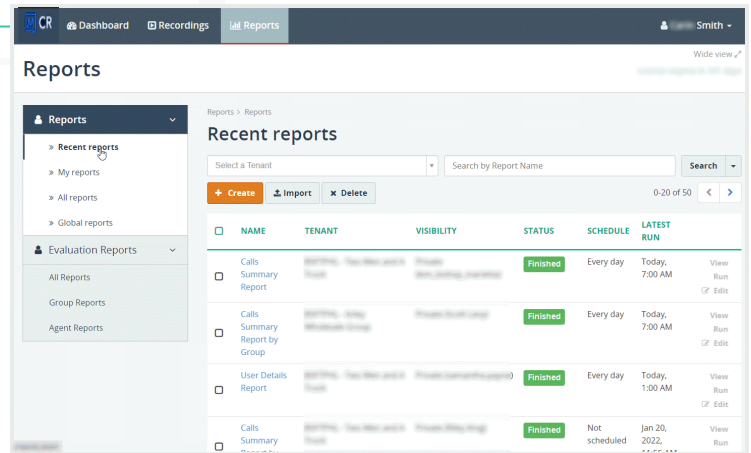 CR Dashboard Recordings Reports Smith
Wide view
Reports
Reports
Recent reports
My reports
All reports
Global reports
Evaluation Reports
All Reports
Group Reports
Agent Reports
Reports > Reports
Recent reports
Select a Tenant Search by Report Name Search
+ Create Import × Delete 0-20 of 50 < >
NAME TENANT VISIBILITY STATUS SCHEDULE LATEST
RUN
Calls Finished Every day Today, View
Summary 7:00 AM Run
Report Edit
Calls Finished Every day Today, View
Summary 7:00 AM Run
Report by Edit
Group
User Details Finished Every day Today, View
Report 1:00 AM Run
Edit
Calls Finished Not Jan 20, View
Summary scheduled 2022, Run
Report by 11:55 AM